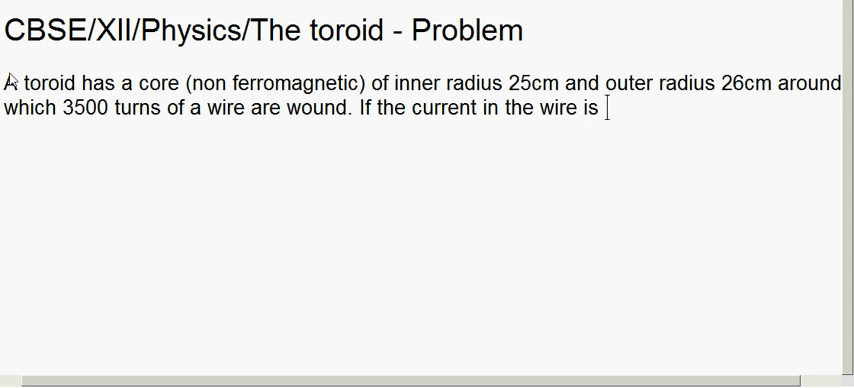 CBSE/XII/Physics/The toroid - Problem
A toroid has a core (non ferromagnetic) of inner radius 25cm and outer radius 26cm around
which 3500 turns of a wire are wound. If the current in the wire is